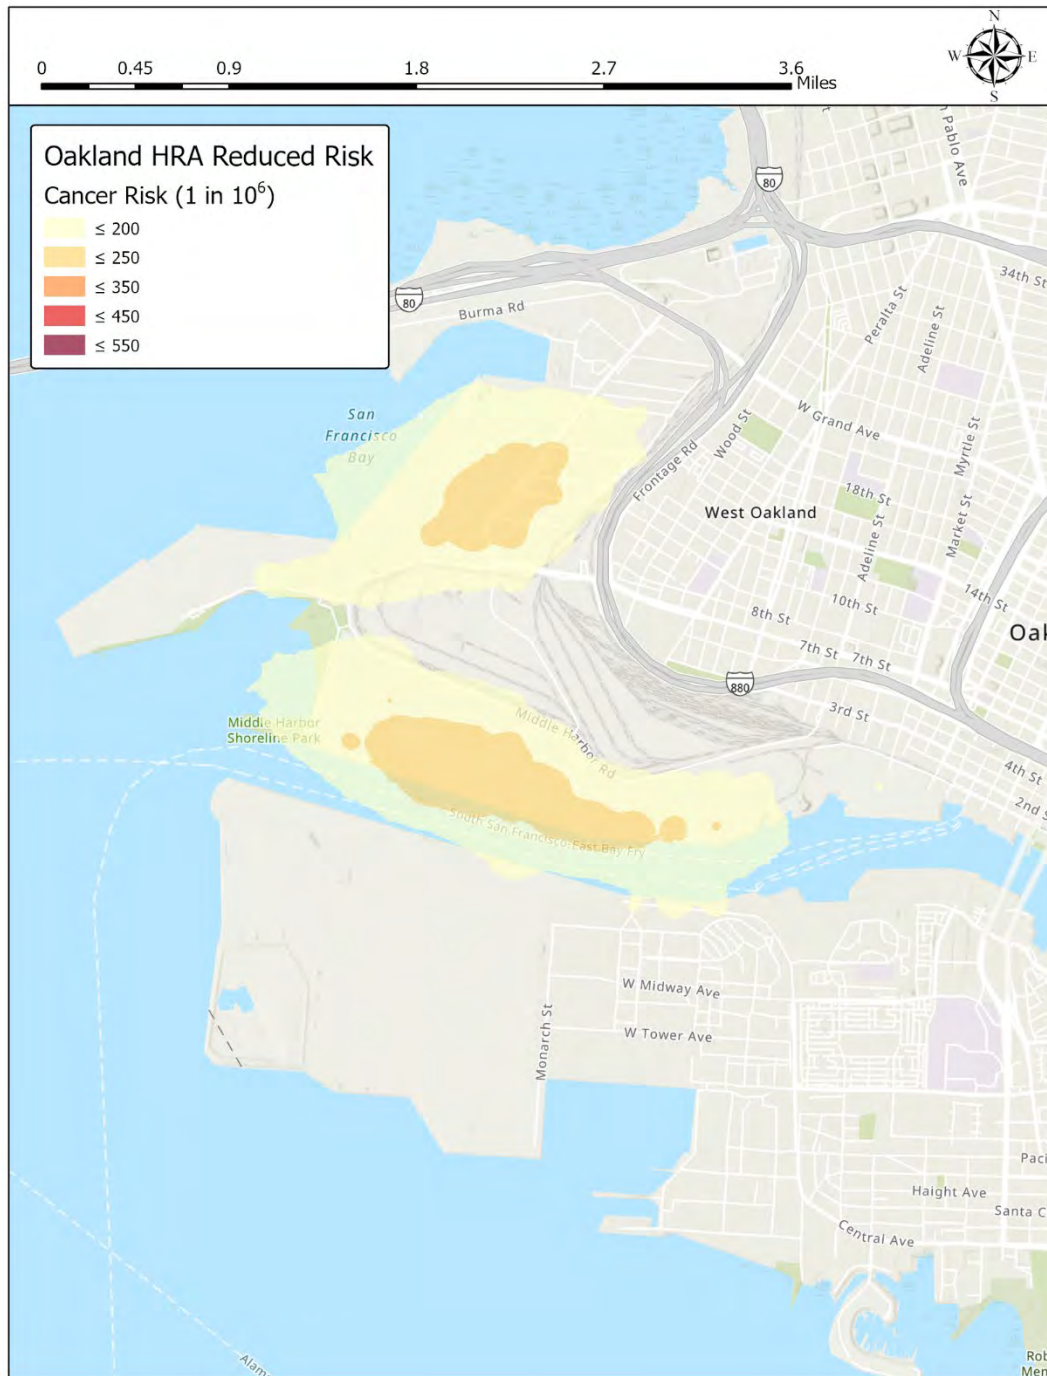 N
W
E
S
0
0.45
0.9
1.8
2.7
3.6
Miles
Oakland HRA Reduced Risk
Cancer Risk (1 in 10⁶)
≤ 200
≤ 250
≤ 350
≤ 450
≤ 550
80
Pablo Ave
34th St
80
Burma Rd
Peralta St
Adeline St
San
Francisco
Bay
W Grand Ave
Wood St
Myrtle St
Frontage Rd
18th St
West Oakland
Market St
Adeline St
14th St
10th St
8th St
Oak
7th St
7th St
880
3rd St
Middle Harbor
Shoreline Park
Middle Harbor Rd
4th St
2nd S
South San Francisco-East Bay Fry
W Midway Ave
W Tower Ave
Monarch St
Paci
Haight Ave
Santa C
Central Ave
Alam
Rob
Mem